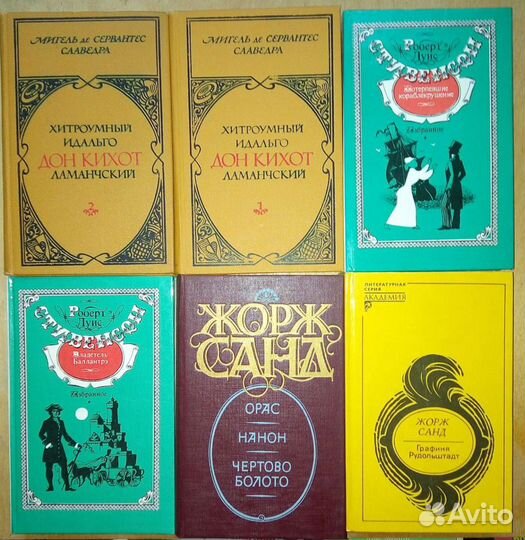 МИГЕЛЬ ДЕ СЕРВАНТЕС
СААВЕДРА
ХИТРОУМНЫЙ
ИДАЛЬГО
ДОН КИХОТ
ЛАМАНЧСКИЙ
2
МИГЕЛЬ ДЕ СЕРВАНТЕС
СААВЕДРА
ХИТРОУМНЫЙ
ИДАЛЬГО
ДОН КИХОТ
ЛАМАНЧСКИЙ
1
Роберт
Луис
СТИВЕНСОН
Потерпевшие
кораблекрушение
Избранное
Роберт
Луис
СТИВЕНСОН
Владетель
Баллантрэ
Избранное
ЖОРЖ
САНД
ОРАС
НАНОН
ЧЕРТОВО
БОЛОТО
ЛИТЕРАТУРНАЯ
СЕРИЯ
АКАДЕМИЯ
ЖОРЖ
САНД
Графиня
Рудольштадт
Avito